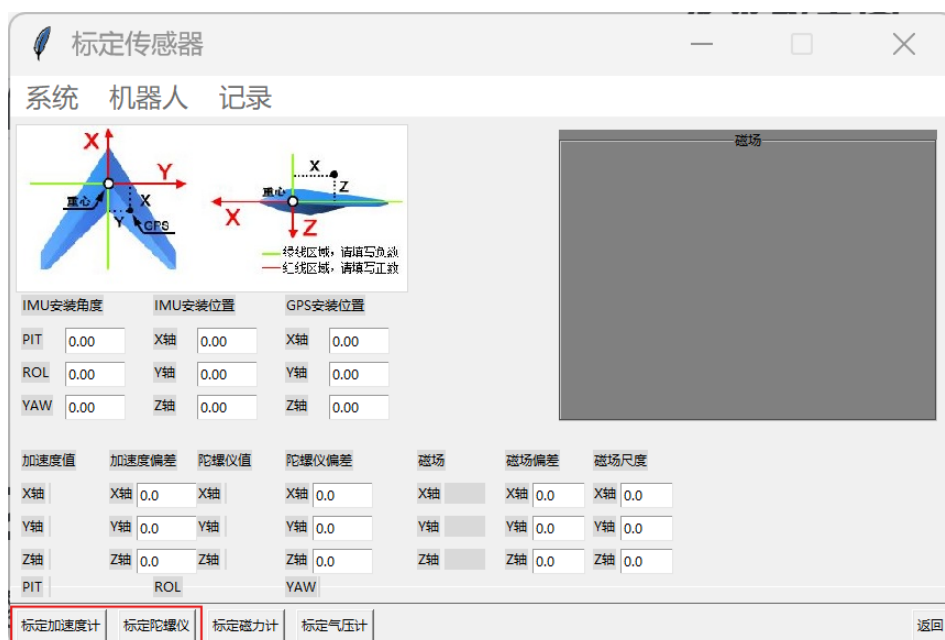 标定传感器
系统 机器人 记录
X Y 重心 X Y GPS
X Z 重心 X Z
绿线区域，请填写负数
红线区域，请填写正数
磁场
IMU安装角度 IMU安装位置 GPS安装位置
PIT 0.00 X轴 0.00 X轴 0.00
ROL 0.00 Y轴 0.00 Y轴 0.00
YAW 0.00 Z轴 0.00 Z轴 0.00
加速度值 加速度偏差 陀螺仪值 陀螺仪偏差 磁场 磁场偏差 磁场尺度
X轴 X轴 0.0 X轴 X轴 0.0 X轴 X轴 0.0 X轴 0.0
Y轴 Y轴 0.0 Y轴 Y轴 0.0 Y轴 Y轴 0.0 Y轴 0.0
Z轴 Z轴 0.0 Z轴 Z轴 0.0 Z轴 Z轴 0.0 Z轴 0.0
PIT ROL YAW
标定加速度计 标定陀螺仪 标定磁力计 标定气压计 返回